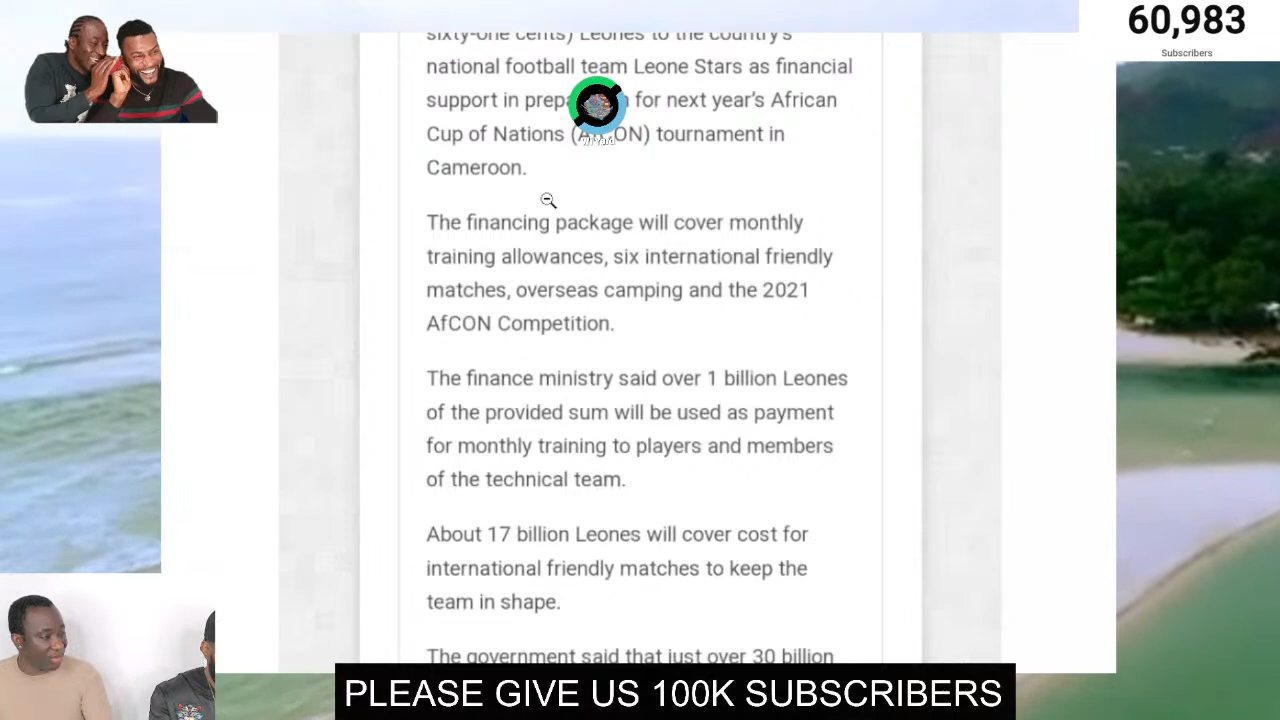 60,983
Subscribers
sixty-one cents) Leones to the country's
national football team Leone Stars as financial
support in prepa for next year's African
Cup of Nations (A ON) tournament in
Cameroon.
The financing package will cover monthly
training allowances, six international friendly
matches, overseas camping and the 2021
AfCON Competition.
The finance ministry said over 1 billion Leones
of the provided sum will be used as payment
for monthly training to players and members
of the technical team.
About 17 billion Leones will cover cost for
international friendly matches to keep the
team in shape.
The government said that just over 30 billion
PLEASE GIVE US 100K SUBSCRIBERS